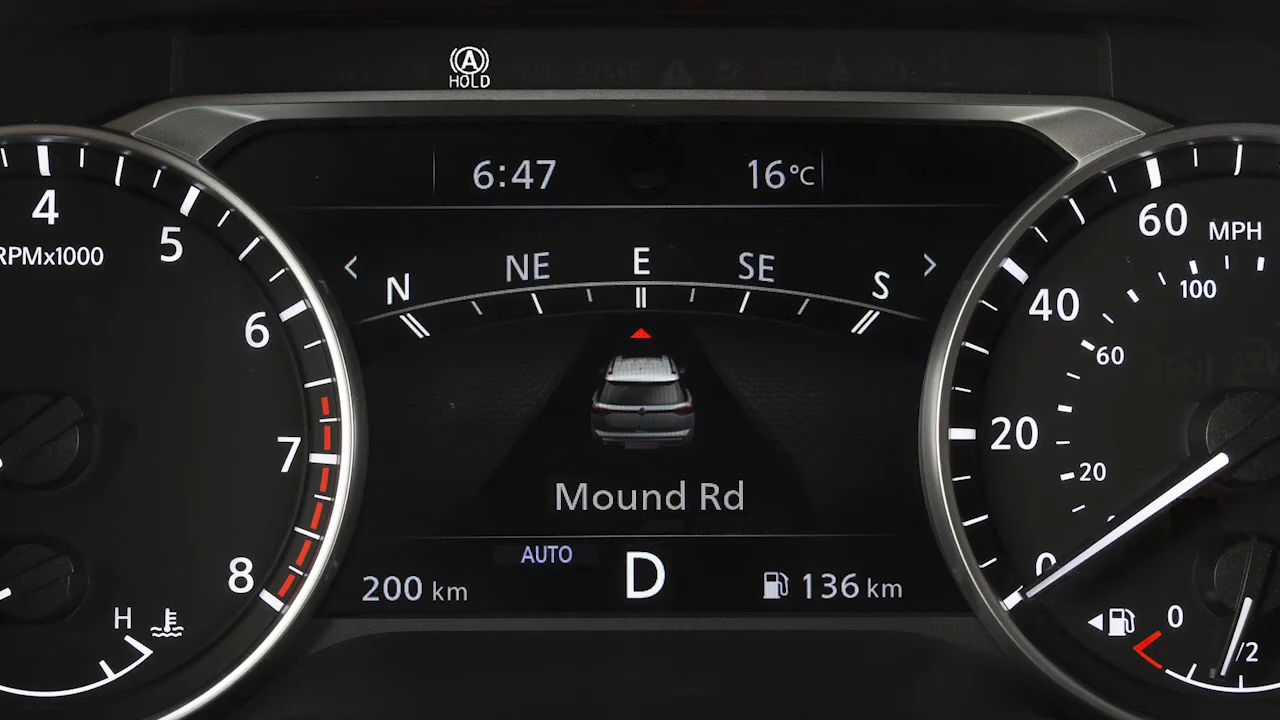 A
HOLD
6:47 16°C
N NE E SE S
Mound Rd
AUTO
200 km D 136 km
4 5 6 7 8
RPMx1000
H
60 40 20 0
MPH
100 60 20
0 1/2